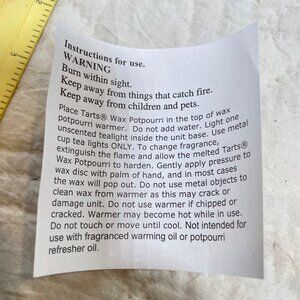 Instructions for use.
WARNING
Burn within sight.
Keep away from things that catch fire.
Keep away from children and pets.
Place Tarts® Wax Potpourri in the top of wax
potpourri warmer. Do not add water. Light one
unscented tealight inside the unit base. Use metal
cup tea lights ONLY. To change fragrance,
extinguish the flame and allow the melted Tarts®
Wax Potpourri to harden. Gently apply pressure to
wax disc with palm of hand, and in most cases
the wax will pop out. Do not use metal objects to
clean wax from warmer as this may crack or
damage unit. Do not use warmer if chipped or
cracked. Warmer may become hot while in use.
Do not touch or move until cool. Not intended for
use with fragranced warming oil or potpourri
refresher oil.